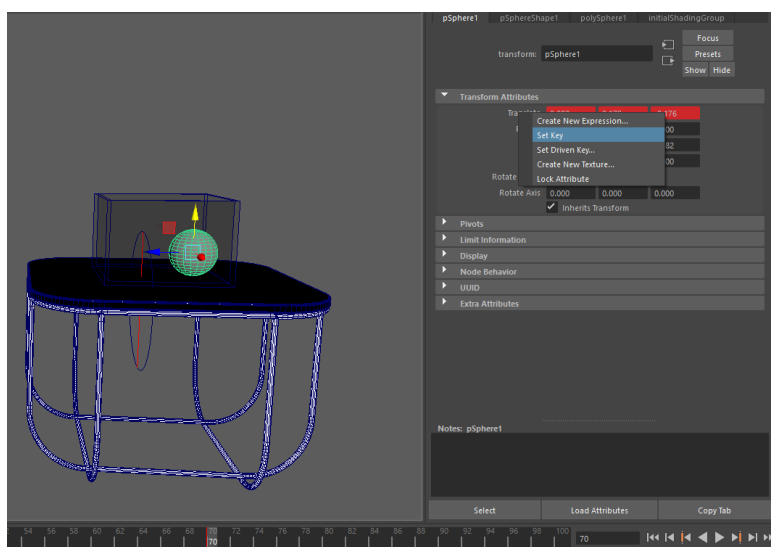 pSphere1 pSphereShape1 polySphere1 initialShadingGroup
Focus
transform: pSphere1
Presets
Show Hide
Transform Attributes
Create New Expression...
Set Key
Set Driven Key...
Create New Texture...
Lock Attribute
Rotate
Rotate Axis 0.000 0.000 0.000
Inherits Transform
Pivots
Limit Information
Display
Node Behavior
UUID
Extra Attributes
Notes: pSphere1
Select Load Attributes Copy Tab
54 56 58 60 62 64 66 68 70 72 74 76 78 80 82 84 86 88 90 92 94 96 98 100
70 70